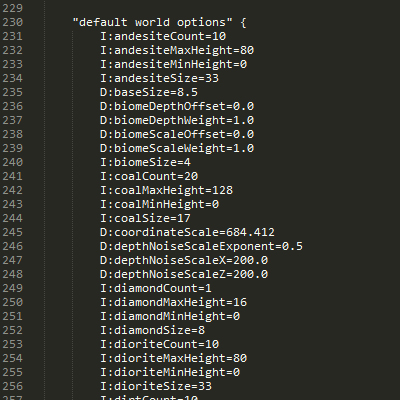 229
230 "default world options" {
231 I:andesiteCount=10
232 I:andesiteMaxHeight=80
233 I:andesiteMinHeight=0
234 I:andesiteSize=33
235 D:baseSize=8.5
236 D:biomeDepthOffset=0.0
237 D:biomeDepthWeight=1.0
238 D:biomeScaleOffset=0.0
239 D:biomeScaleWeight=1.0
240 I:biomeSize=4
241 I:coalCount=20
242 I:coalMaxHeight=128
243 I:coalMinHeight=0
244 I:coalSize=17
245 D:coordinateScale=684.412
246 D:depthNoiseScaleExponent=0.5
247 D:depthNoiseScaleX=200.0
248 D:depthNoiseScaleZ=200.0
249 I:diamondCount=1
250 I:diamondMaxHeight=16
251 I:diamondMinHeight=0
252 I:diamondSize=8
253 I:dioriteCount=10
254 I:dioriteMaxHeight=80
255 I:dioriteMinHeight=0
256 I:dioriteSize=33
257 I:dirtCount=10